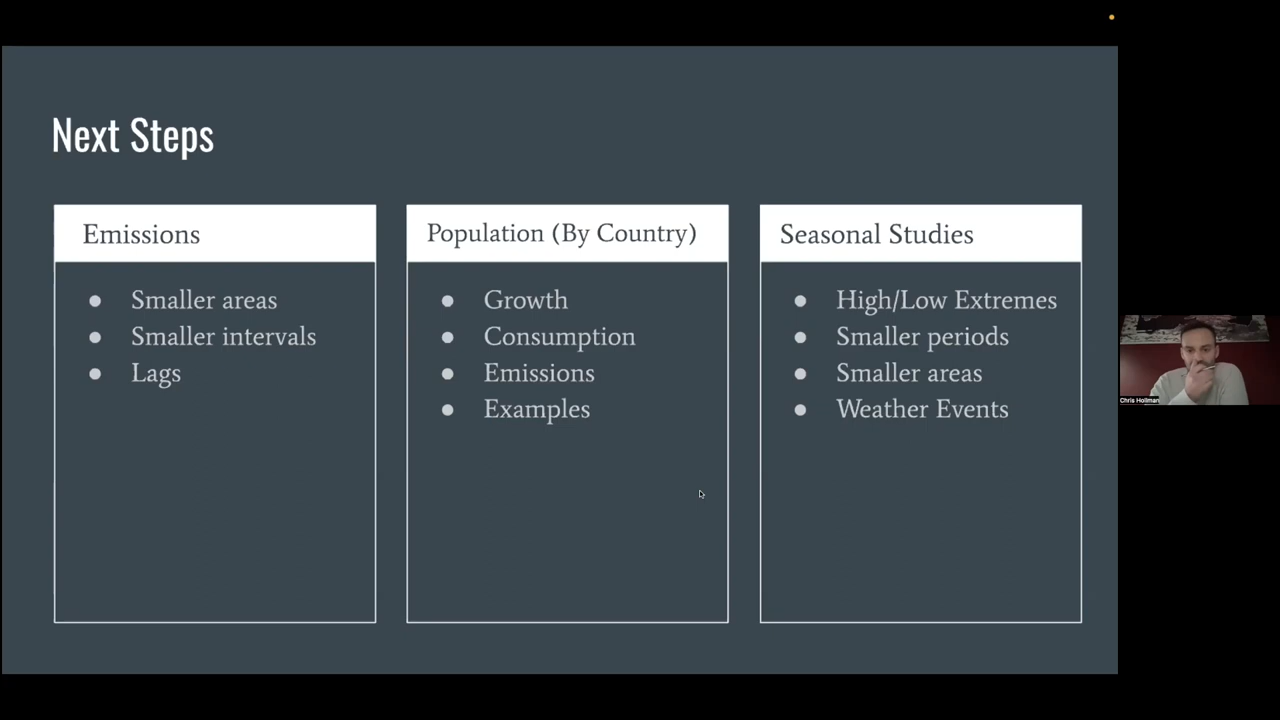 Next Steps
Emissions
● Smaller areas
● Smaller intervals
● Lags
Population (By Country)
● Growth
● Consumption
● Emissions
● Examples
Seasonal Studies
● High/Low Extremes
● Smaller periods
● Smaller areas
● Weather Events
Chris Hollman